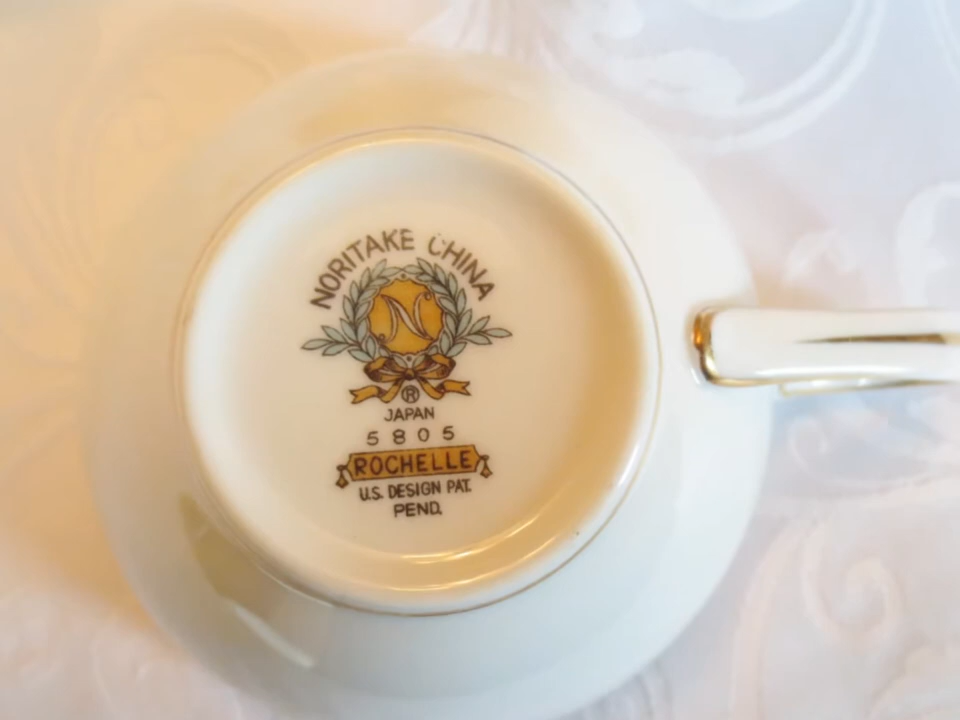 NORITAKE CHINA
N
®
JAPAN
5805
ROCHELLE
U.S. DESIGN PAT.
PEND.